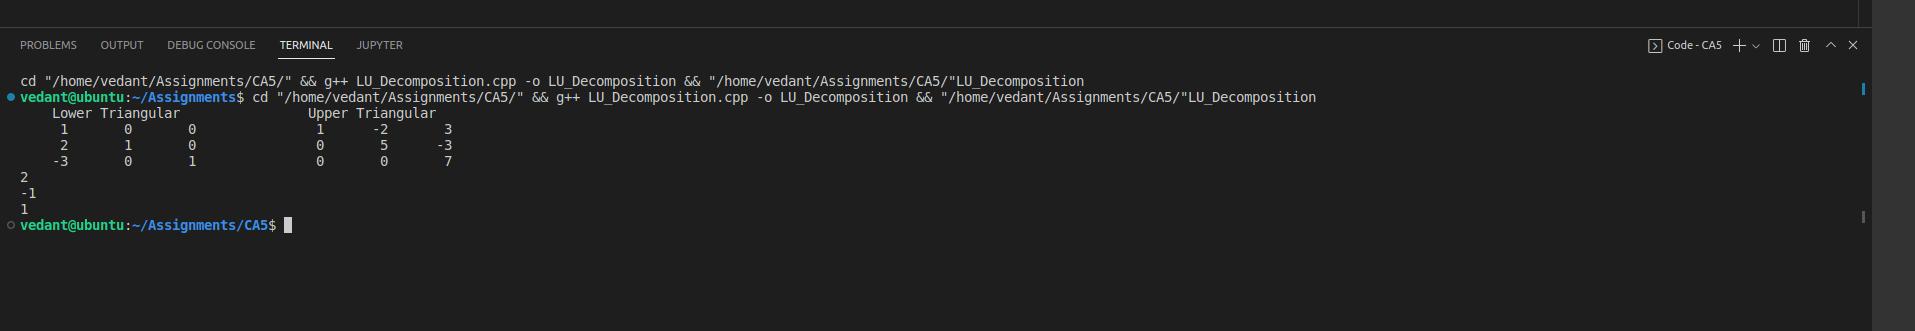 PROBLEMS OUTPUT DEBUG CONSOLE TERMINAL JUPYTER Code - CA5
cd "/home/vedant/Assignments/CA5/" && g++ LU_Decomposition.cpp -o LU_Decomposition && "/home/vedant/Assignments/CA5/"LU_Decomposition
vedant@ubuntu:~/Assignments$ cd "/home/vedant/Assignments/CA5/" && g++ LU_Decomposition.cpp -o LU_Decomposition && "/home/vedant/Assignments/CA5/"LU_Decomposition
Lower Triangular Upper Triangular
1 0 0 1 -2 3
2 1 0 0 5 -3
-3 0 1 0 0 7
2
-1
1
vedant@ubuntu:~/Assignments/CA5$